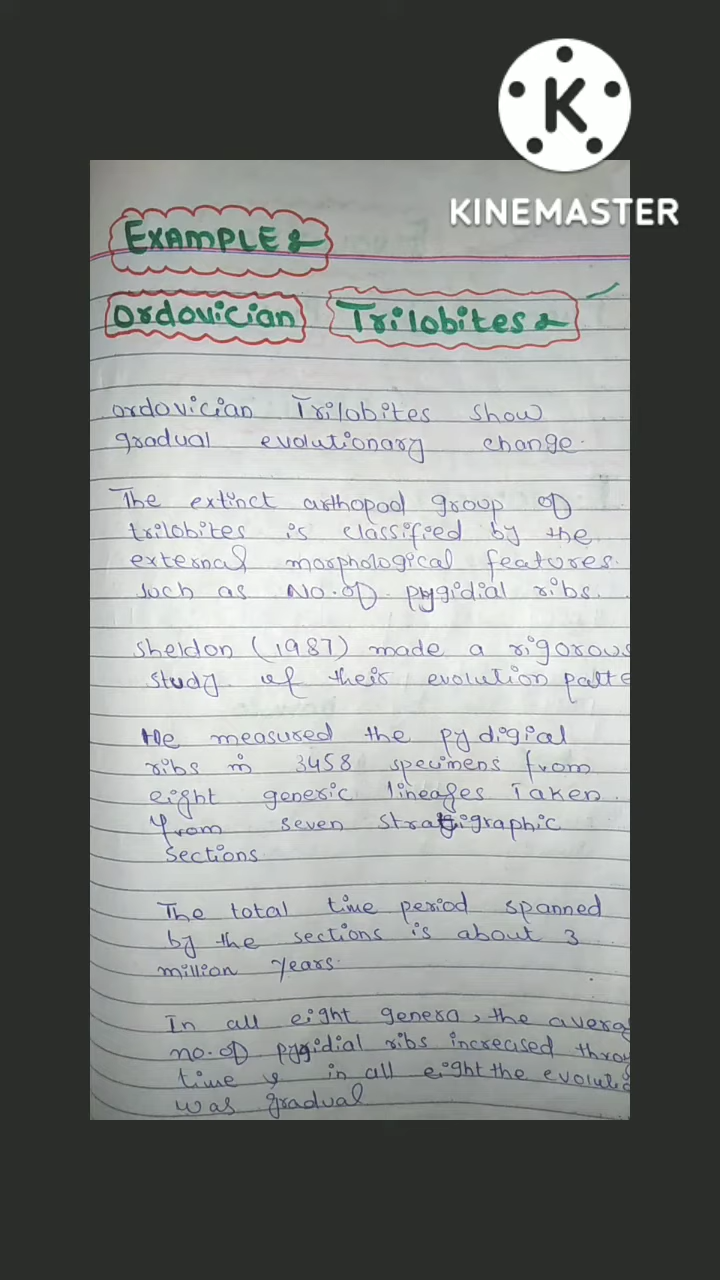 K
KINEMASTER
EXAMPLE:
Ordovician Trilobites:
Ordovician Trilobites show
gradual evolutionary change.
The extinct arthopod group of
trilobites is classified by the
external morphological features.
such as No. of pygidial ribs.
Sheldon (1987) made a rigorous
study of their evolution patte
He measured the pydigial
ribs in 3458 specimens from
eight generic lineages Taken
from seven stratigraphic
sections
The total time period spanned
by the sections is about 3
million years.
In all eight genera, the averag
no. of pygidial ribs increased throu
time & in all eight the evolutio
was gradual